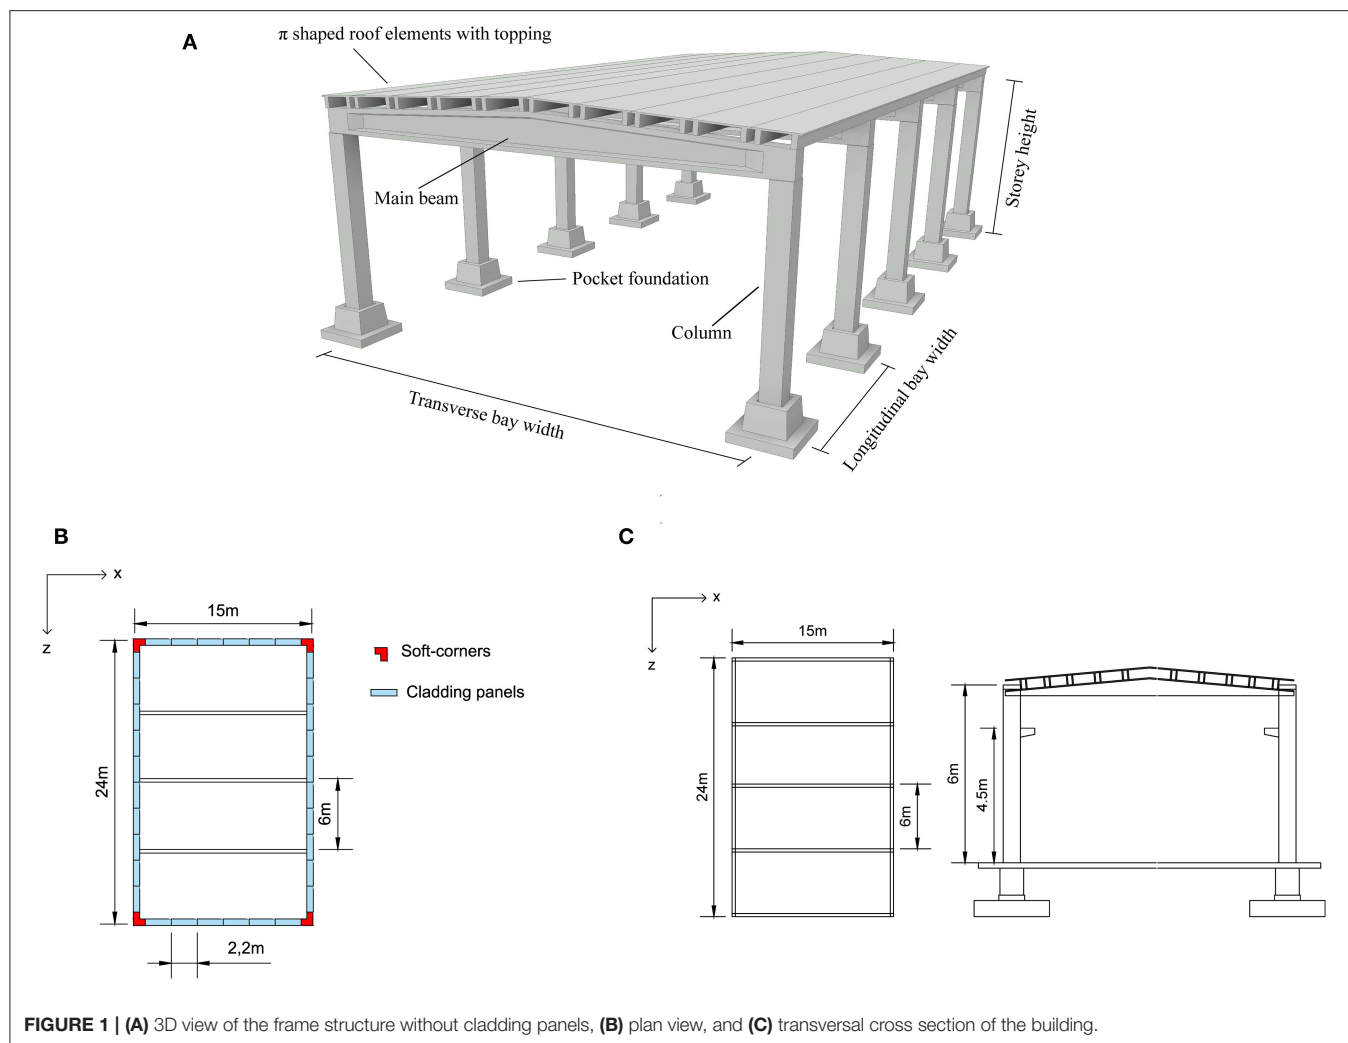 A
π shaped roof elements with topping
Storey height
Main beam
Pocket foundation
Column
Transverse bay width
Longitudinal bay width
B
x
z
15m
24m
6m
2,2m
Soft-corners
Cladding panels
C
x
z
15m
24m
6m
6m
4.5m
FIGURE 1 | (A) 3D view of the frame structure without cladding panels, (B) plan view, and (C) transversal cross section of the building.